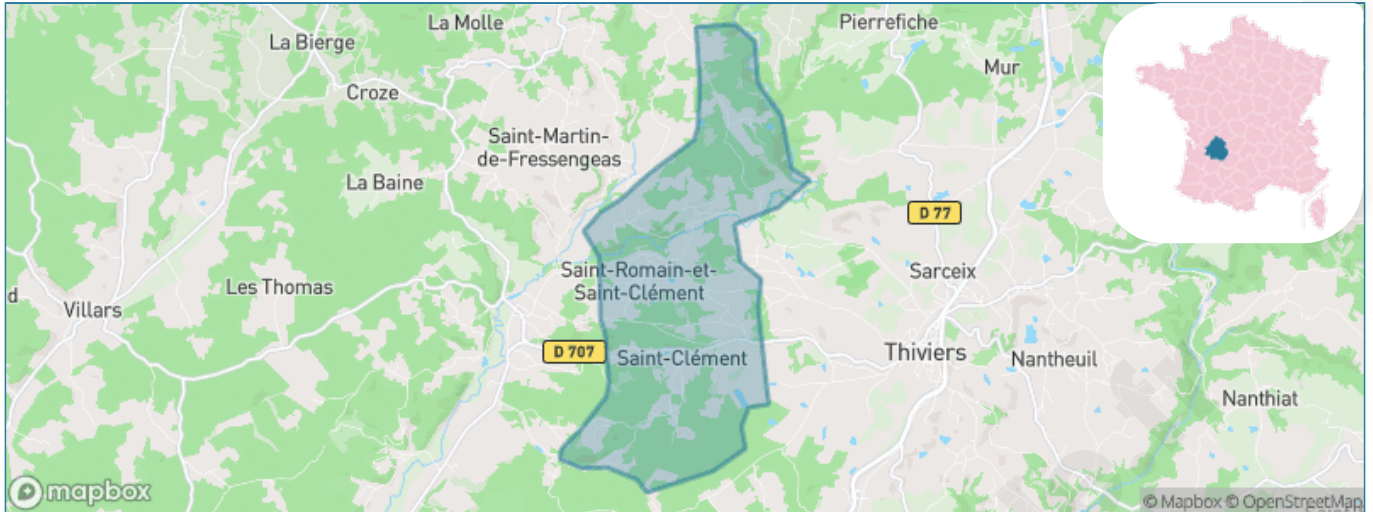 La Molle
Pierrefiche
La Bierge
Mur
Croze
Saint-Martin-
de-Fressengeas
La Baine
D 77
Saint-Romain-et-
Saint-Clément
Sarceix
Les Thomas
d
Villars
D 707
Saint-Clément
Thiviers
Nantheuil
Nanthiat
mapbox
© Mapbox © OpenStreetMap